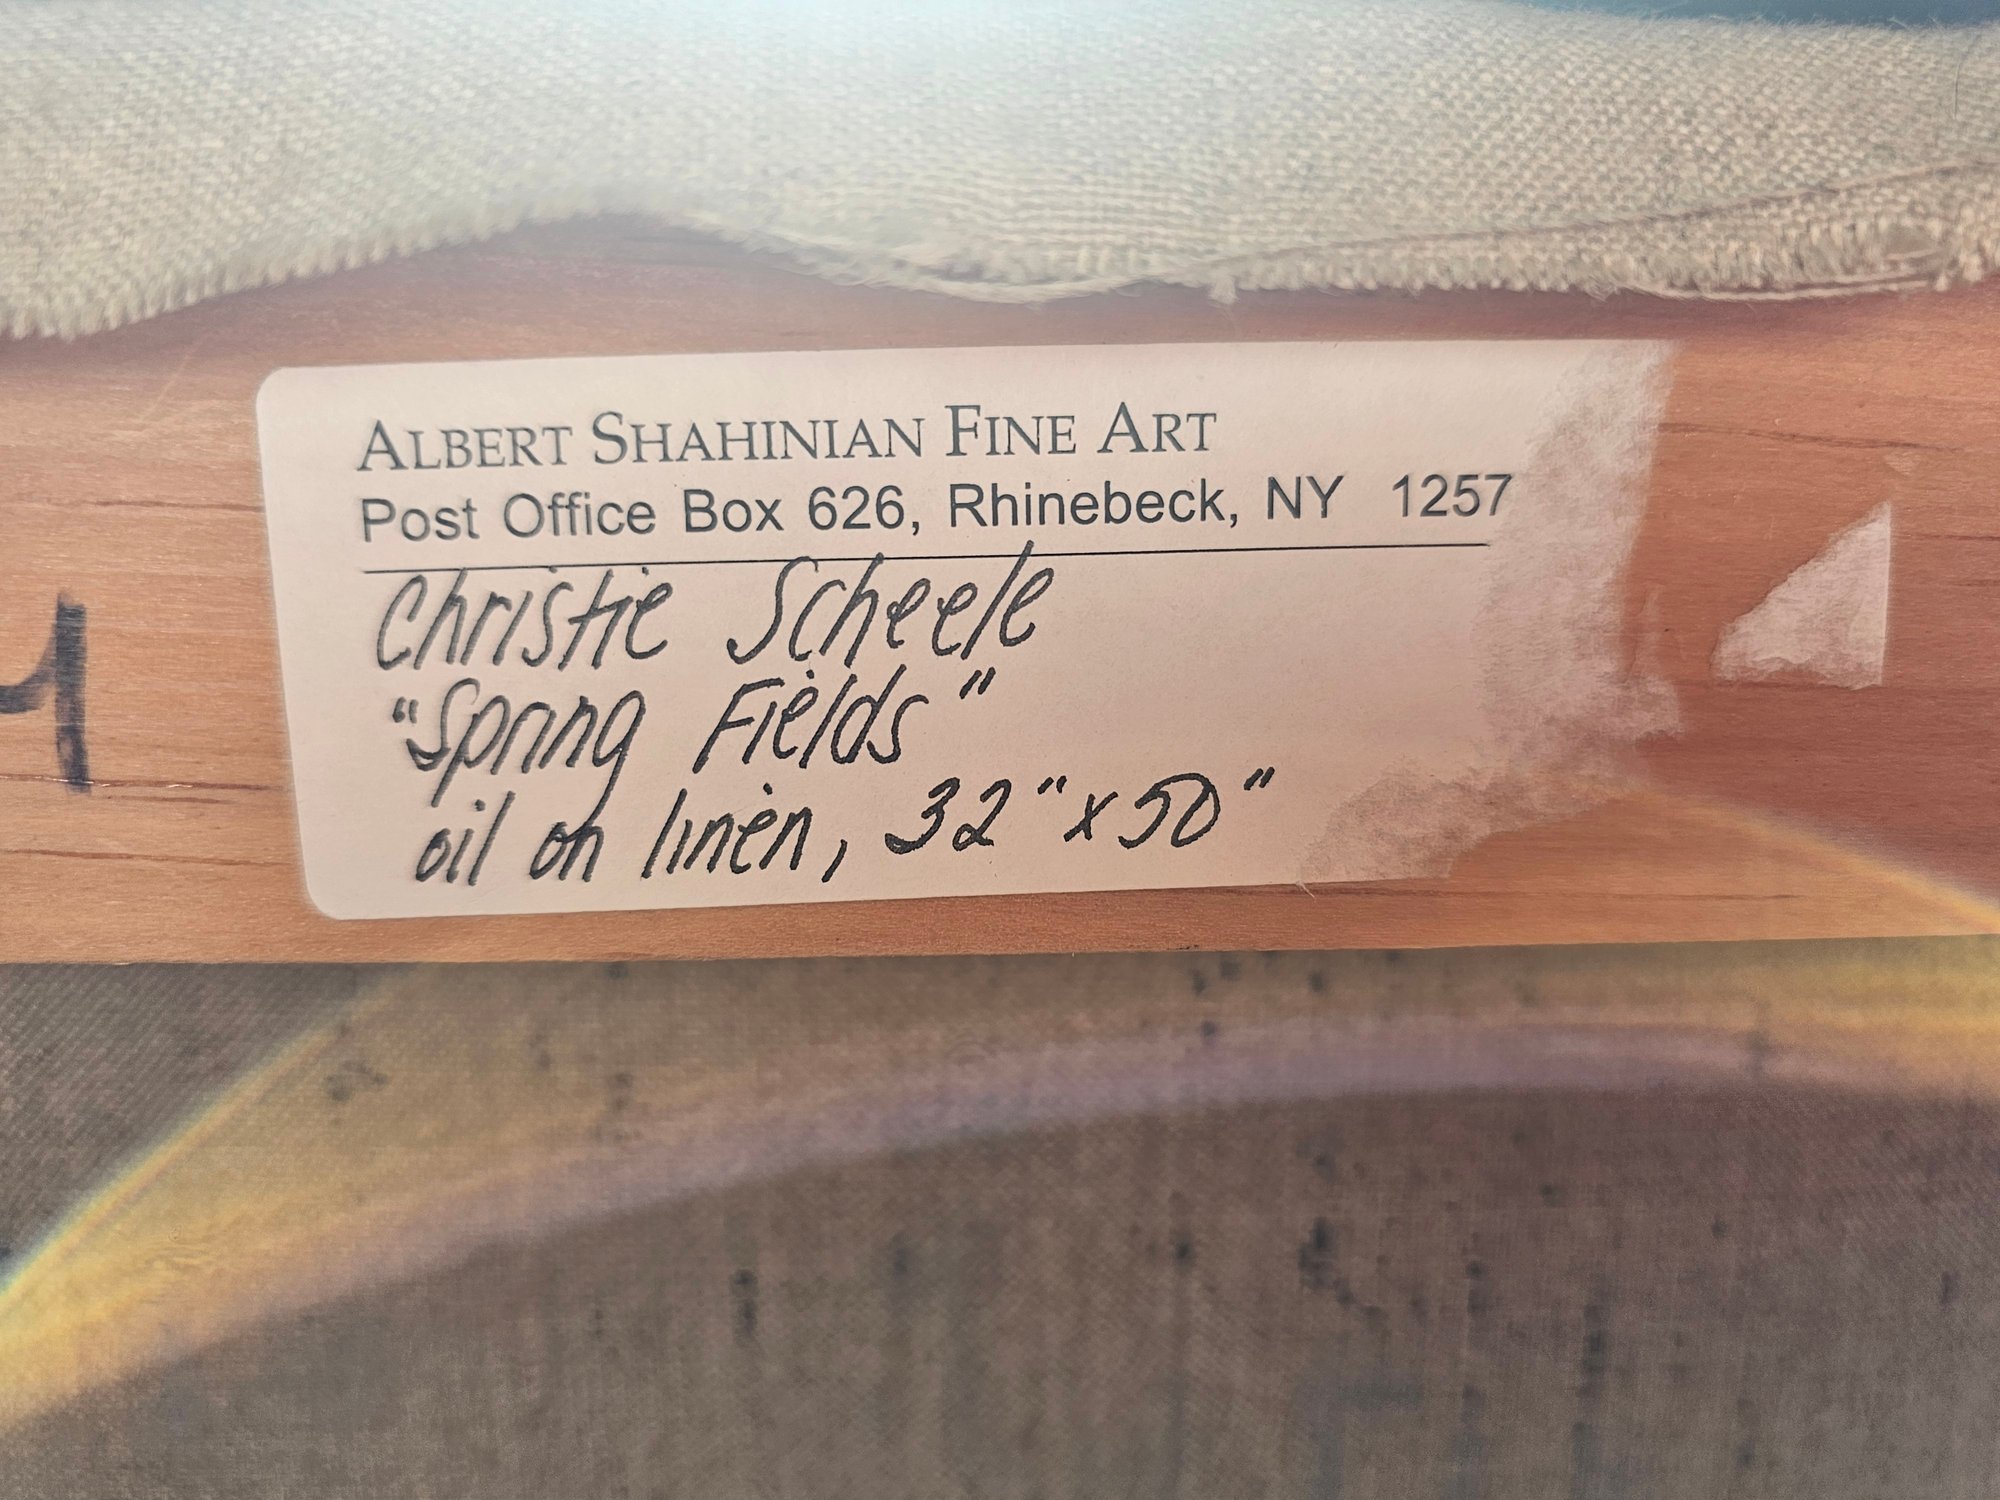 ALBERT SHAHINIAN FINE ART
Post Office Box 626, Rhinebeck, NY 1257
Christie Scheele
"Spring Fields"
oil on linen, 32" x 50"